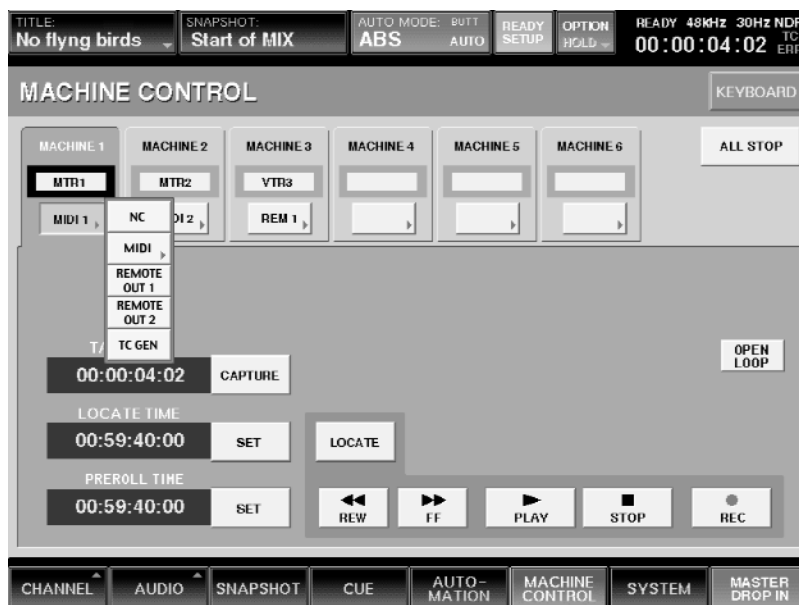 TITLE:
No flyng birds
SNAPSHOT:
Start of MIX
AUTO MODE: BUTT
ABS AUTO
READY
SETUP
OPTION
HOLD
READY 48kHz 30Hz NDF
00:00:04:02 TC
ERR
MACHINE CONTROL
KEYBOARD
MACHINE 1 MACHINE 2 MACHINE 3 MACHINE 4 MACHINE 5 MACHINE 6
ALL STOP
MTR1 MTR2 VTR3
MIDI 1 REM 1
NC
MIDI
REMOTE
OUT 1
REMOTE
OUT 2
TC GEN
00:00:04:02 CAPTURE
OPEN
LOOP
LOCATE TIME
00:59:40:00 SET LOCATE
PREROLL TIME
00:59:40:00 SET
REW FF PLAY STOP REC
CHANNEL AUDIO SNAPSHOT CUE AUTO-
MATION MACHINE
CONTROL SYSTEM MASTER
DROP IN